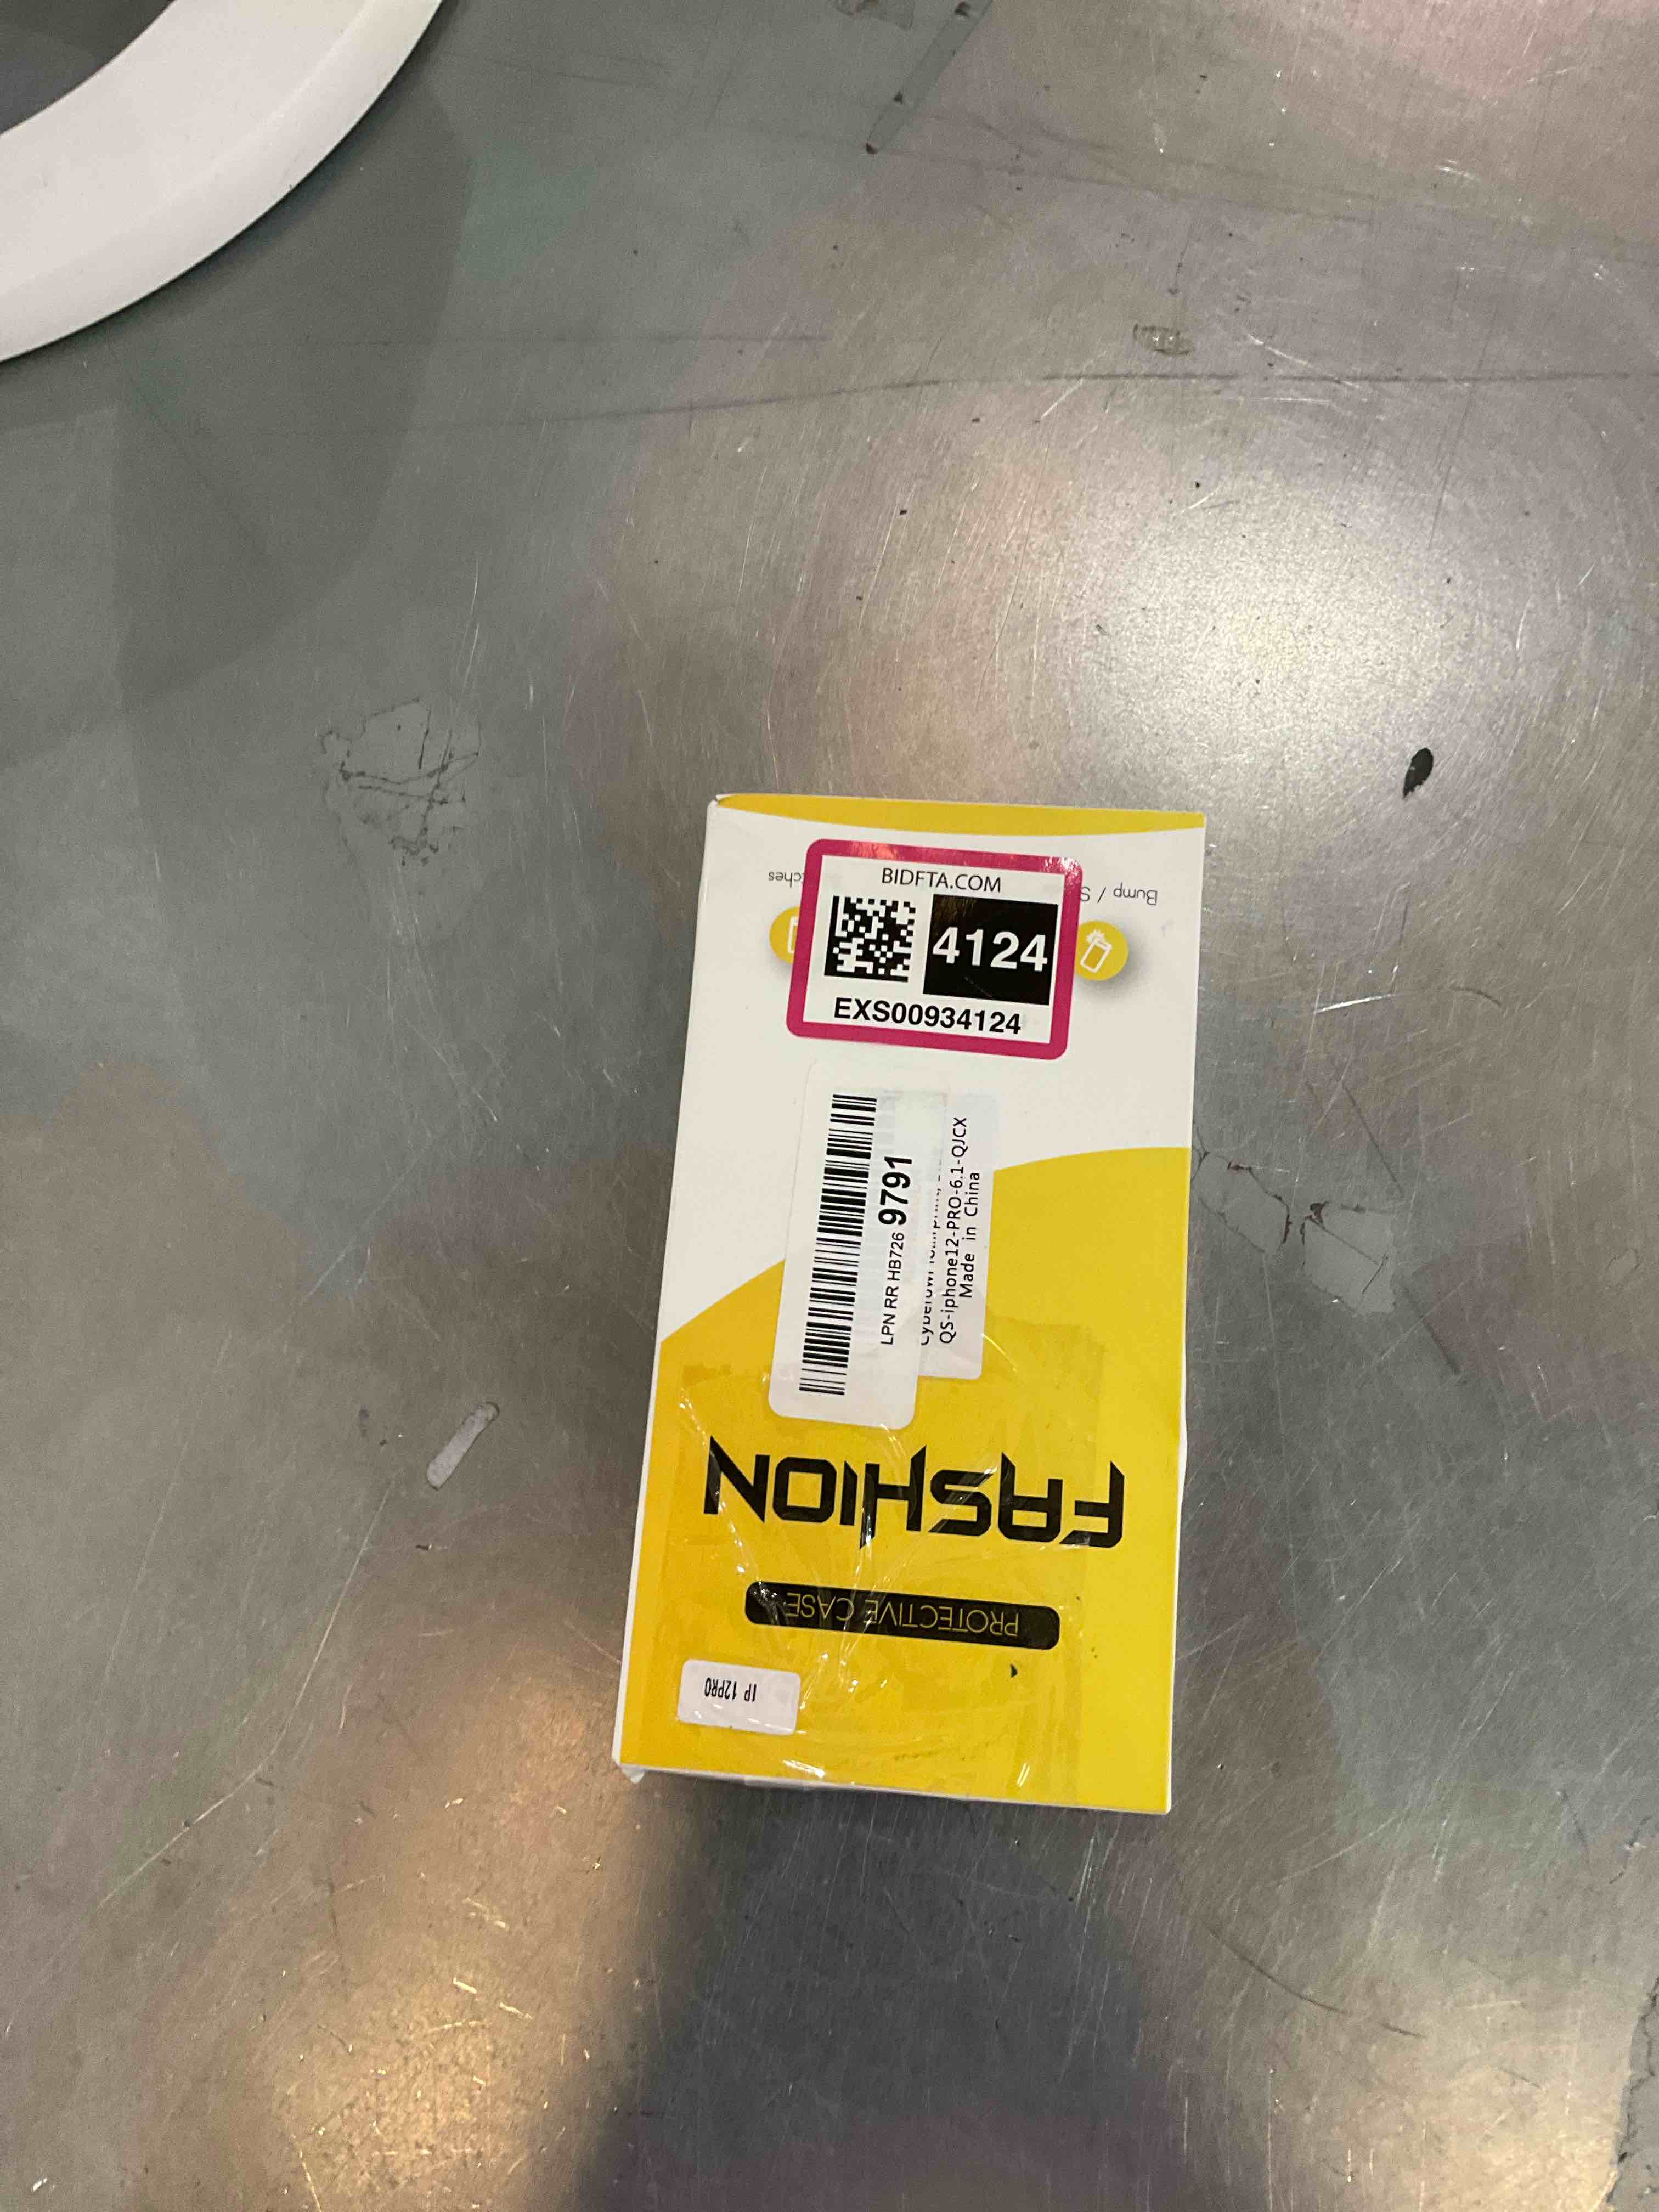 BIDFTA.COM
4124
EXS00934124
Bump / S
tches
LPN RR HB726 9791
QS-iphone12-PRO-6.1-QJCX
Made in China
FASHION
PROTECTIVE CASE
IP 12PRO